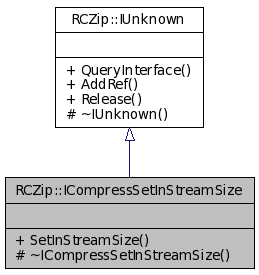 RCZip::IUnknown
+ QueryInterface()
+ AddRef()
+ Release()
# ~IUnknown()
RCZip::ICompressSetInStreamSize
+ SetInStreamSize()
# ~ICompressSetInStreamSize()